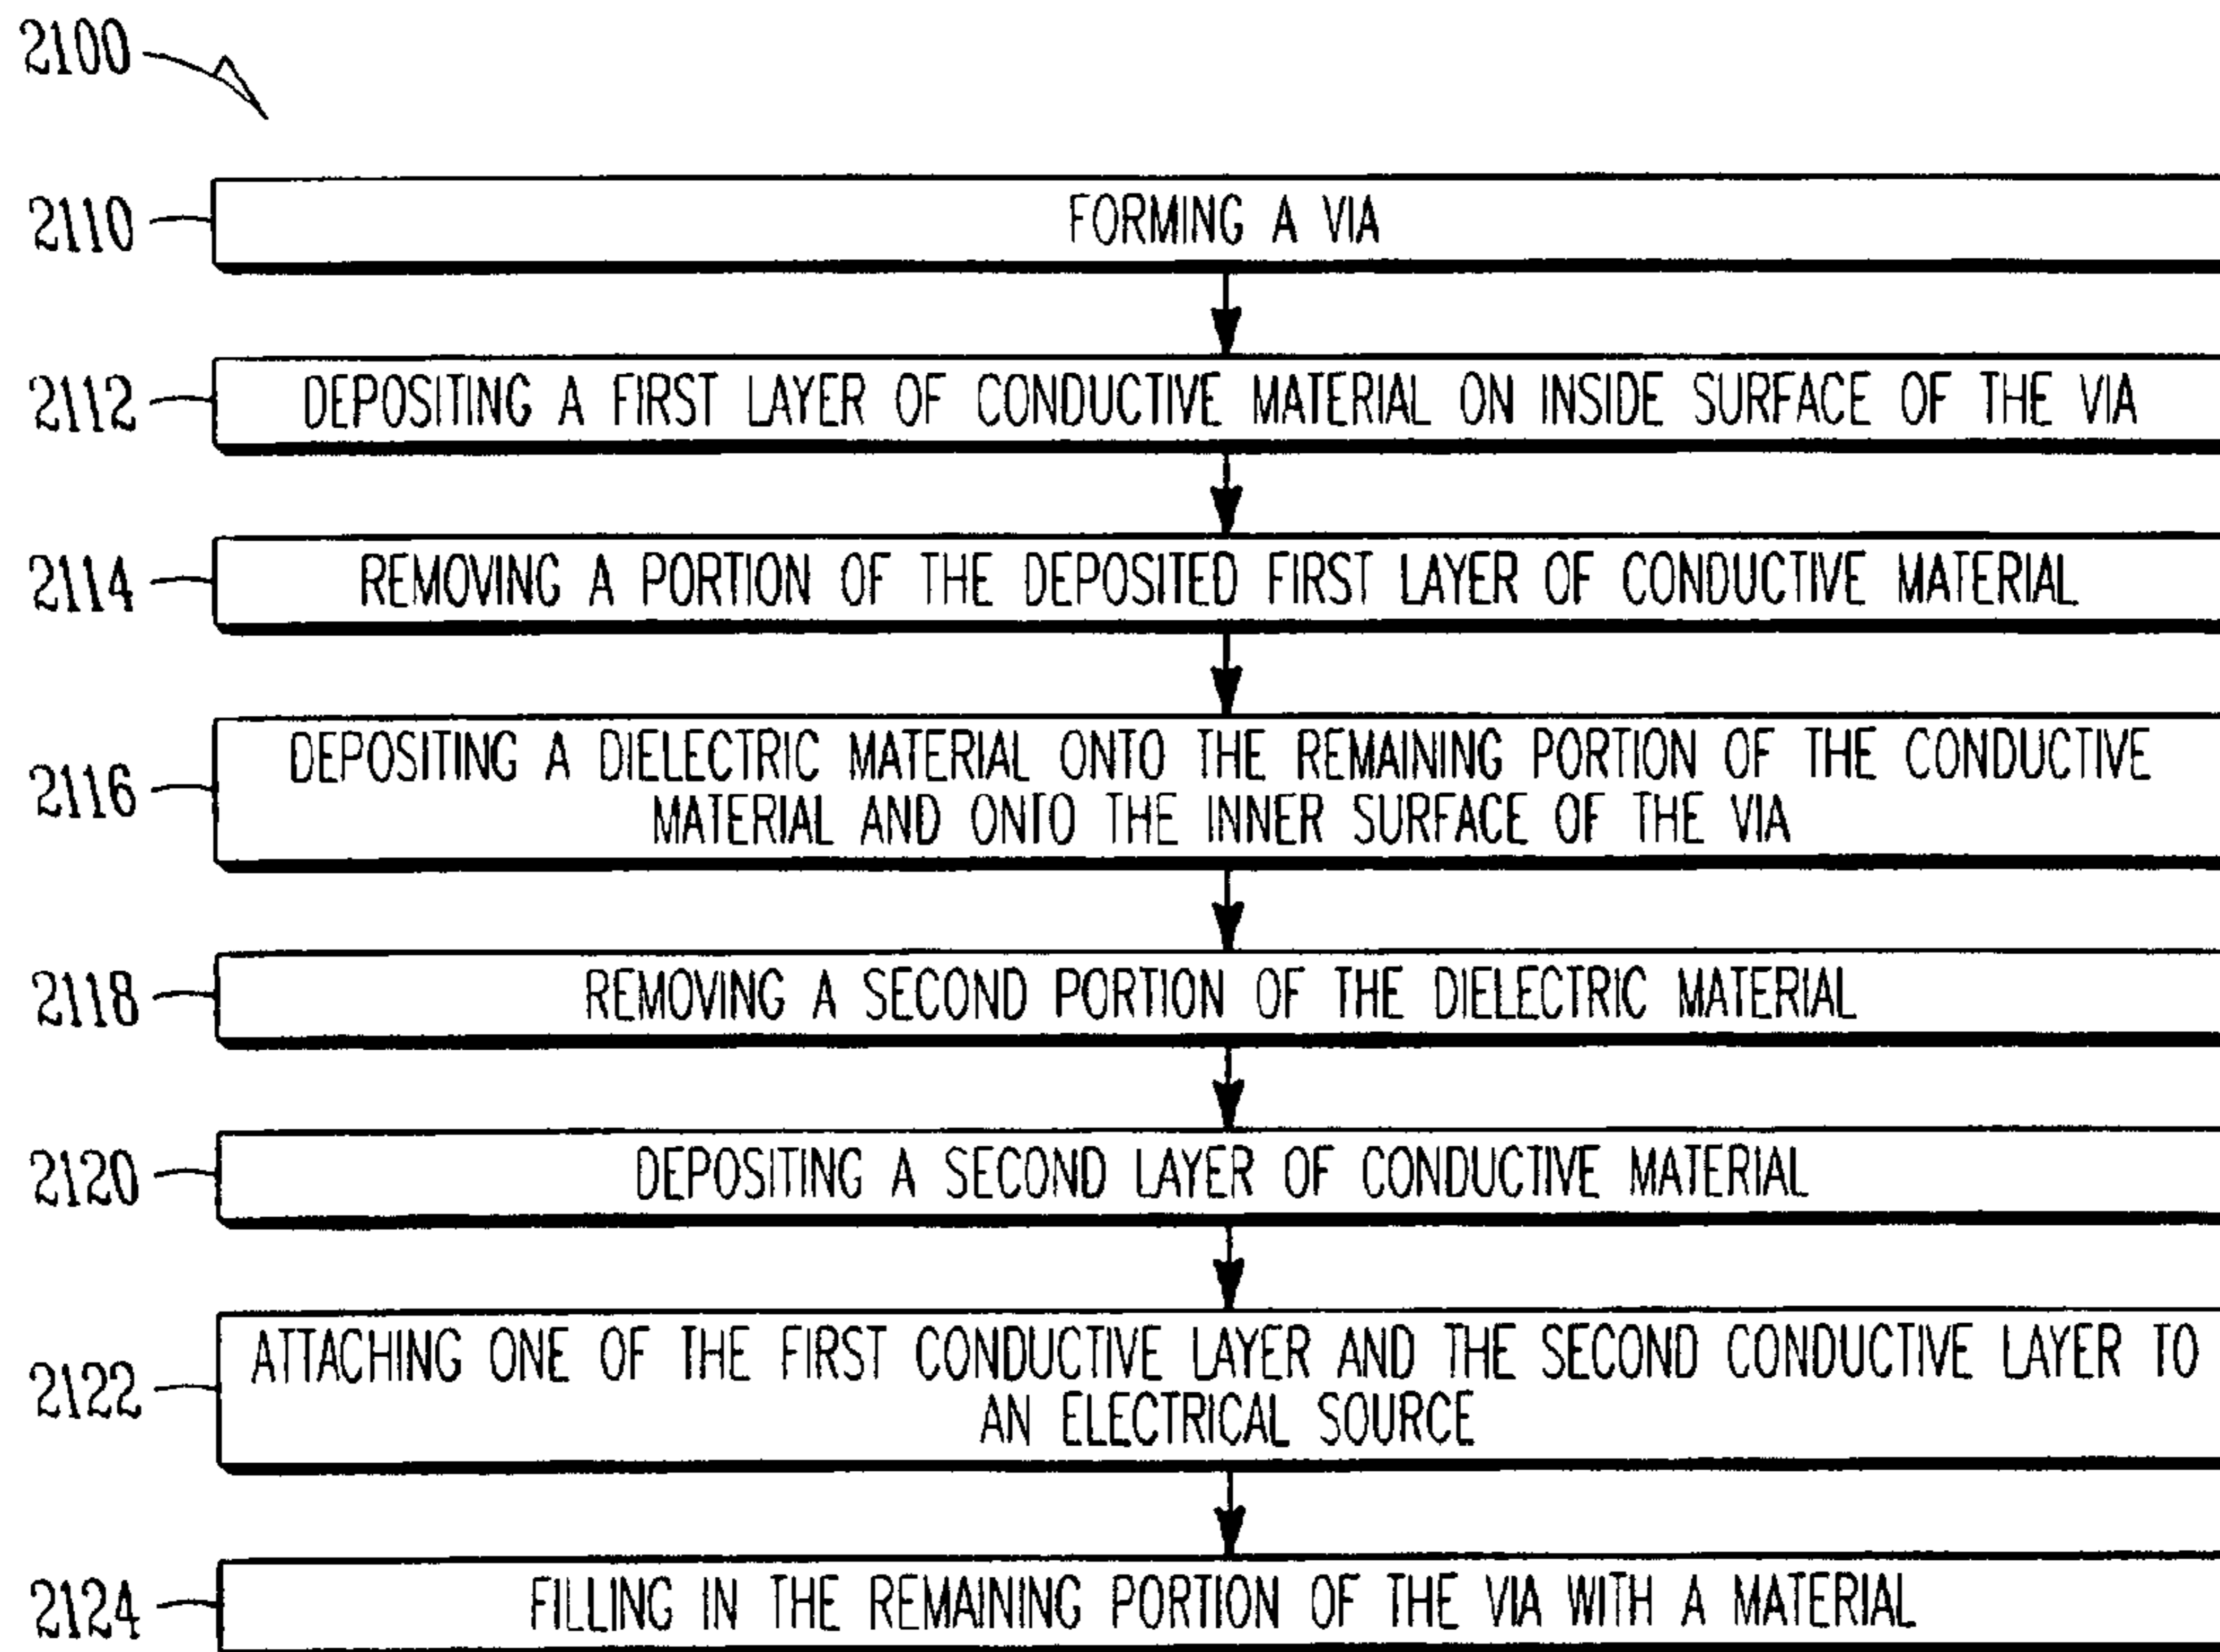 2100
2110
FORMING A VIA
2112
DEPOSITING A FIRST LAYER OF CONDUCTIVE MATERIAL ON INSIDE SURFACE OF THE VIA
2114
REMOVING A PORTION OF THE DEPOSITED FIRST LAYER OF CONDUCTIVE MATERIAL
2116
DEPOSITING A DIELECTRIC MATERIAL ONTO THE REMAINING PORTION OF THE CONDUCTIVE
MATERIAL AND ONTO THE INNER SURFACE OF THE VIA
2118
REMOVING A SECOND PORTION OF THE DIELECTRIC MATERIAL
2120
DEPOSITING A SECOND LAYER OF CONDUCTIVE MATERIAL
2122
ATTACHING ONE OF THE FIRST CONDUCTIVE LAYER AND THE SECOND CONDUCTIVE LAYER TO
AN ELECTRICAL SOURCE
2124
FILLING IN THE REMAINING PORTION OF THE VIA WITH A MATERIAL